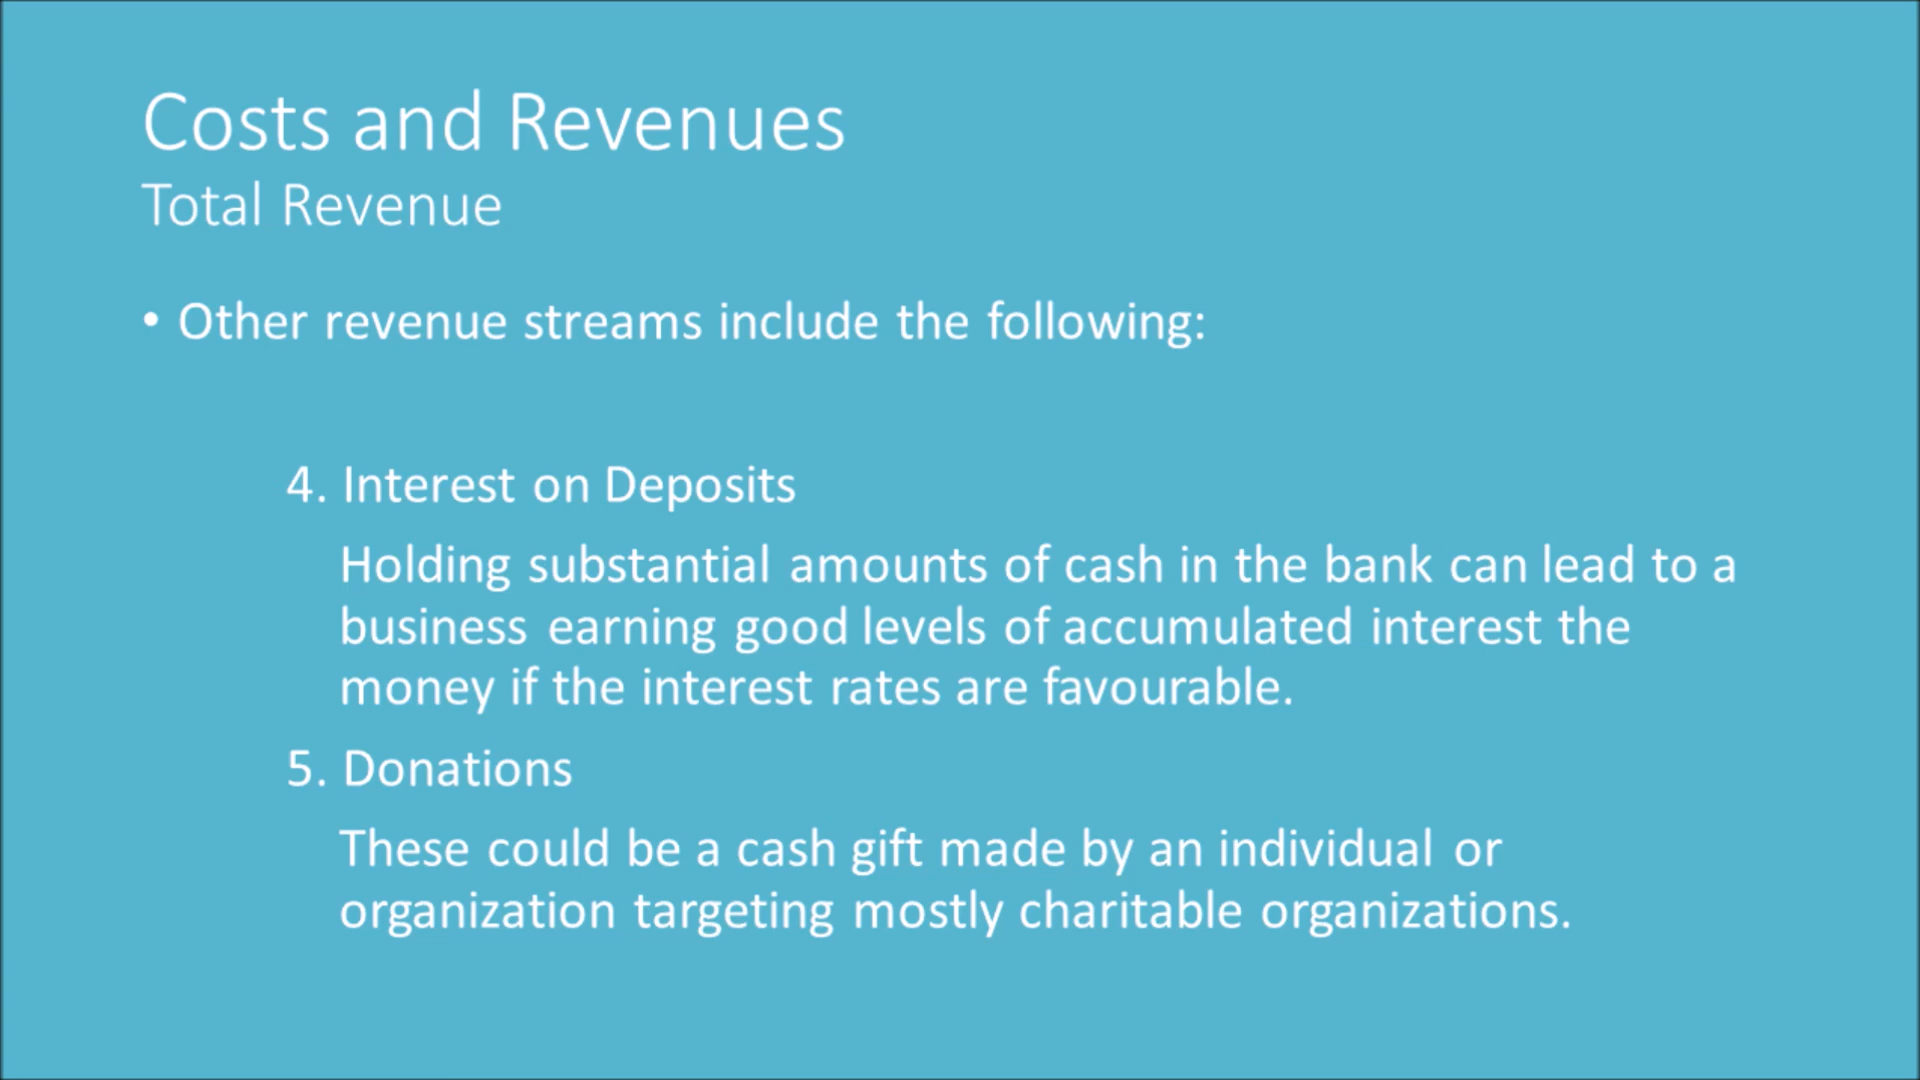 Costs and Revenues
Total Revenue
• Other revenue streams include the following:
4. Interest on Deposits
Holding substantial amounts of cash in the bank can lead to a
business earning good levels of accumulated interest the
money if the interest rates are favourable.
5. Donations
These could be a cash gift made by an individual or
organization targeting mostly charitable organizations.